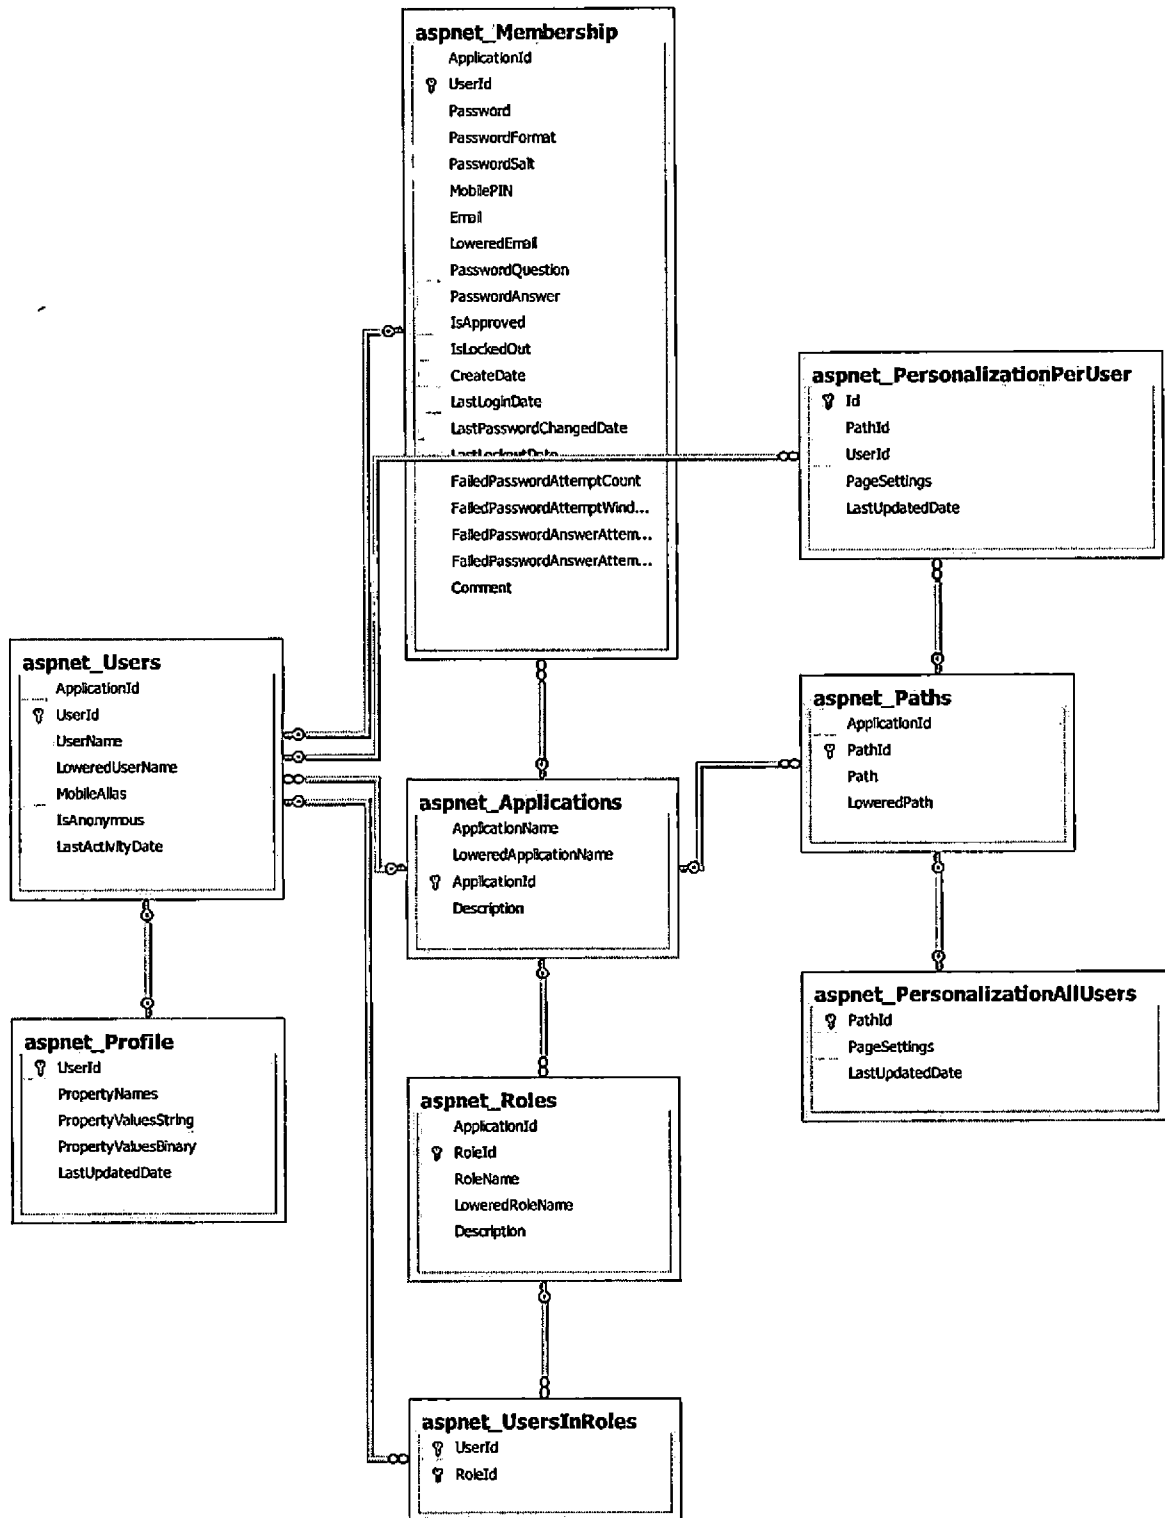 aspnet_Membership
ApplicationId
UserId
Password
PasswordFormat
PasswordSalt
MobilePIN
Email
LoweredEmail
PasswordQuestion
PasswordAnswer
IsApproved
IsLockedOut
CreateDate
LastLoginDate
LastPasswordChangedDate
LastLockoutDate
FailedPasswordAttemptCount
FailedPasswordAttemptWind...
FailedPasswordAnswerAttem...
FailedPasswordAnswerAttem...
Comment
aspnet_PersonalizationPerUser
Id
PathId
UserId
PageSettings
LastUpdatedDate
aspnet_Users
ApplicationId
UserId
UserName
LoweredUserName
MobileAlias
IsAnonymous
LastActivityDate
aspnet_Paths
ApplicationId
PathId
Path
LoweredPath
aspnet_Applications
ApplicationName
LoweredApplicationName
ApplicationId
Description
aspnet_PersonalizationAllUsers
PathId
PageSettings
LastUpdatedDate
aspnet_Profile
UserId
PropertyNames
PropertyValuesString
PropertyValuesBinary
LastUpdatedDate
aspnet_Roles
ApplicationId
RoleId
RoleName
LoweredRoleName
Description
aspnet_UsersInRoles
UserId
RoleId